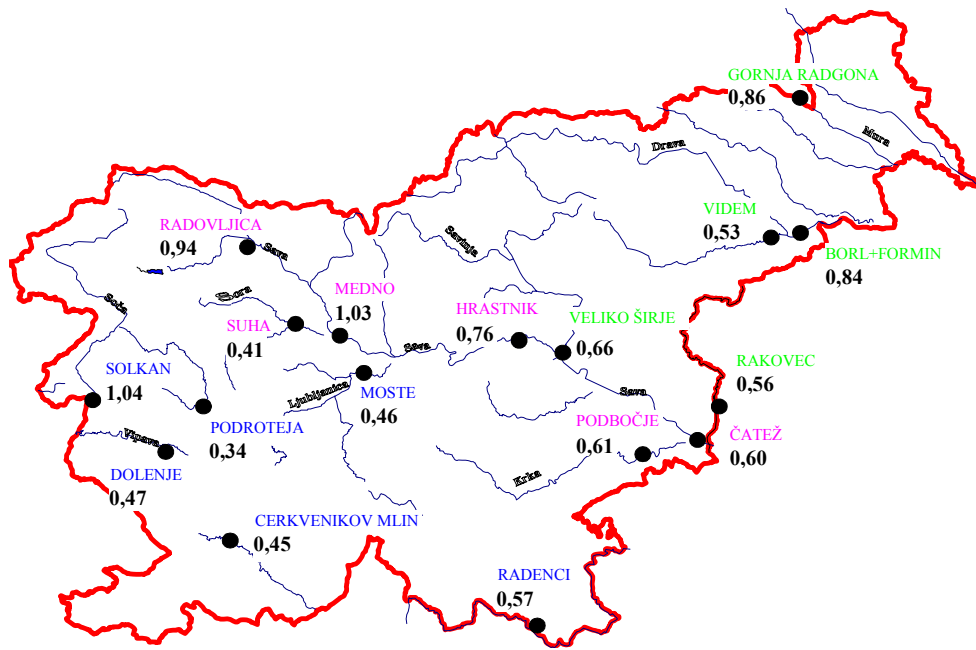 GORNJA RADGONA
0,86
Mura
Drava
VIDEM
0,53
BORL+FORMIN
0,84
RADOVLJICA
0,94
Sava
Savinja
Sora
Soča
MEDNO
1,03
SUHA
0,41
HRASTNIK
0,76
VELIKO ŠIRJE
0,66
Sava
SOLKAN
1,04
Ljubljanica
MOSTE
0,46
Sava
RAKOVEC
0,56
PODROTEJA
0,34
PODBOČJE
0,61
ČATEŽ
0,60
Vipava
DOLENJE
0,47
Krka
CERKVENIKOV MLIN
0,45
RADENCI
0,57